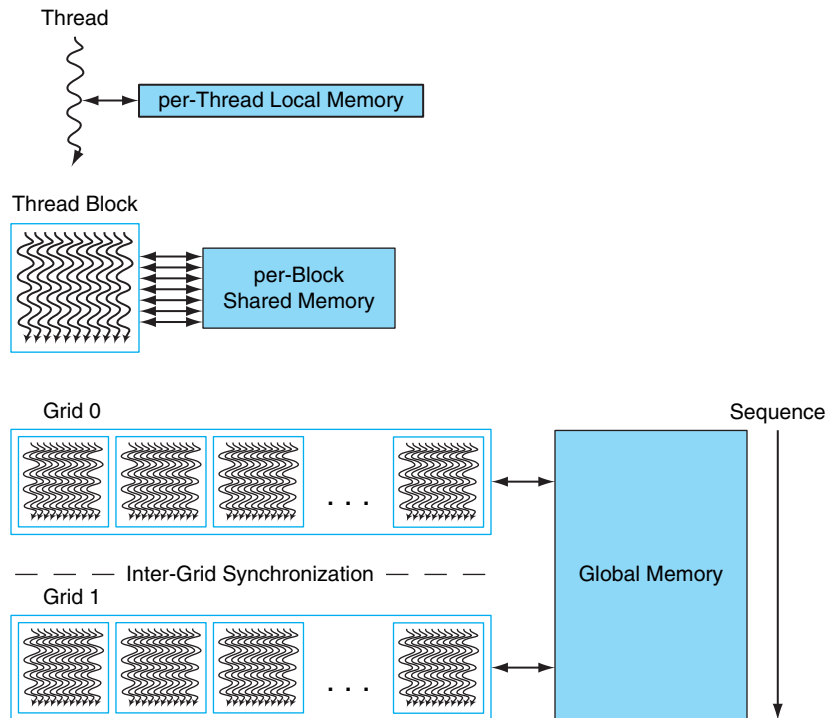 Thread
per-Thread Local Memory
Thread Block
per-Block
Shared Memory
Grid 0
Sequence
. . .
Inter-Grid Synchronization
Global Memory
Grid 1
. . .